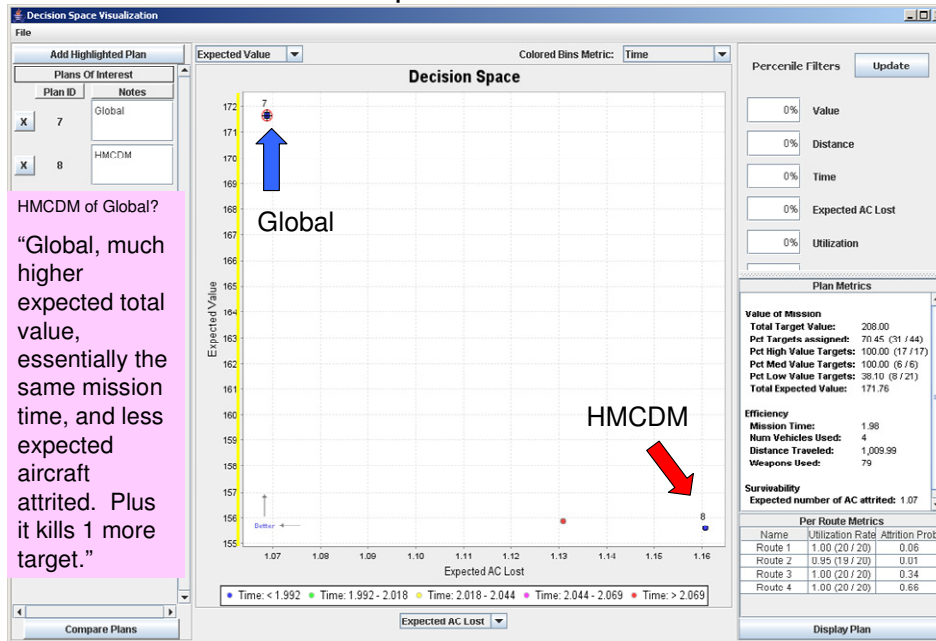 Decision Space Visualization
File
Add Highlighted Plan
Plans Of Interest
Plan ID Notes
X 7 Global
X 8 HMCDM
HMCDM of Global?
“Global, much
higher
expected total
value,
essentially the
same mission
time, and less
expected
aircraft
attrited. Plus
it kills 1 more
target.”
Compare Plans
Expected Value Colored Bins Metric: Time
Decision Space
172
171
170
169
168
167
166
165
164
163
162
161
160
159
158
157
156
155
Expected Value
7
Global
HMCDM
8
Better
1.07 1.08 1.09 1.10 1.11 1.12 1.13 1.14 1.15 1.16
Expected AC Lost
Time: < 1.992 Time: 1.992 - 2.018 Time: 2.018 - 2.044 Time: 2.044 - 2.069 Time: > 2.069
Expected AC Lost
Percenile Filters Update
0% Value
0% Distance
0% Time
0% Expected AC Lost
0% Utilization
Plan Metrics
Value of Mission
Total Target Value: 208.00
Pct Targets assigned: 70.45 (31 / 44)
Pct High Value Targets: 100.00 (17 / 17)
Pct Med Value Targets: 100.00 (6 / 6)
Pct Low Value Targets: 38.10 (8 / 21)
Total Expected Value: 171.76
Efficiency
Mission Time: 1.98
Num Vehicles Used: 4
Distance Traveled: 1,009.99
Weapons Used: 79
Survivability
Expected number of AC attrited: 1.07
Per Route Metrics
Name Utilization Rate Attrition Prob
Route 1 1.00 (20 / 20) 0.06
Route 2 0.95 (19 / 20) 0.01
Route 3 1.00 (20 / 20) 0.34
Route 4 1.00 (20 / 20) 0.66
Display Plan